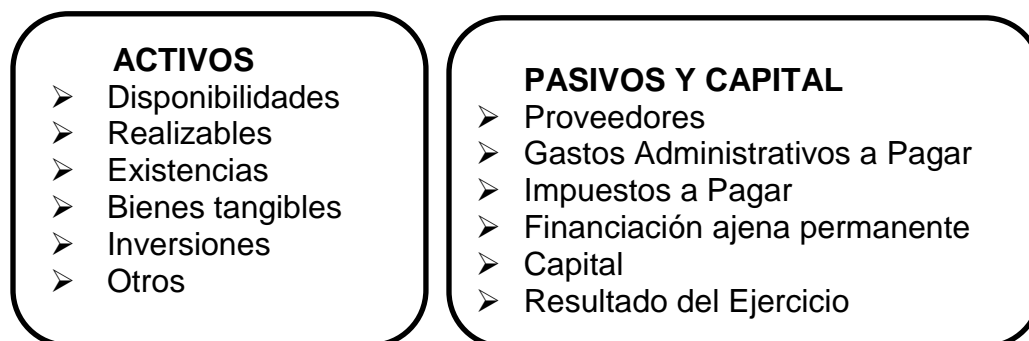 ACTIVOS
➢ Disponibilidades
➢ Realizables
➢ Existencias
➢ Bienes tangibles
➢ Inversiones
➢ Otros
PASIVOS Y CAPITAL
➢ Proveedores
➢ Gastos Administrativos a Pagar
➢ Impuestos a Pagar
➢ Financiación ajena permanente
➢ Capital
➢ Resultado del Ejercicio